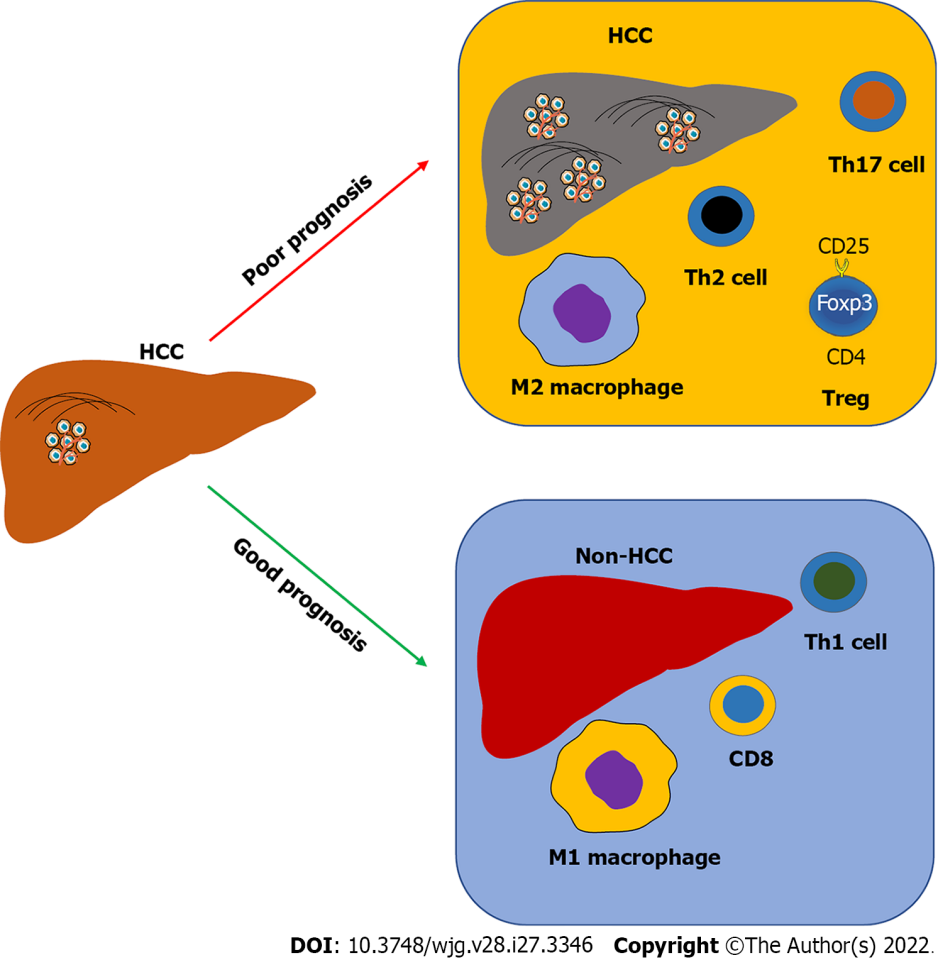 HCC
Poor prognosis
Good prognosis
HCC
Th17 cell
Th2 cell
CD25
Foxp3
CD4
Treg
M2 macrophage
Non-HCC
Th1 cell
CD8
M1 macrophage
DOI: 10.3748/wjg.v28.i27.3346 Copyright ©The Author(s) 2022.